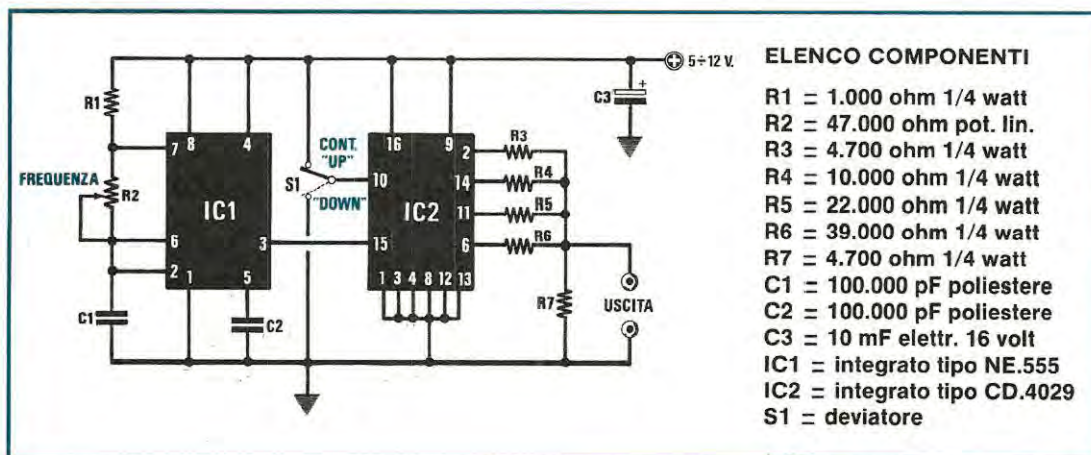 R1
FREQUENZA
R2
C1
8
4
7
IC1
6
3
2
1
5
C2
CONT.
"UP"
S1
"DOWN"
16
9
2
10
14
IC2
11
15
6
1 3 4 8 12 13
R3
R4
R5
R6
R7
C3
+
5÷12 V.
USCITA
ELENCO COMPONENTI
R1 = 1.000 ohm 1/4 watt
R2 = 47.000 ohm pot. lin.
R3 = 4.700 ohm 1/4 watt
R4 = 10.000 ohm 1/4 watt
R5 = 22.000 ohm 1/4 watt
R6 = 39.000 ohm 1/4 watt
R7 = 4.700 ohm 1/4 watt
C1 = 100.000 pF poliestere
C2 = 100.000 pF poliestere
C3 = 10 mF elettr. 16 volt
IC1 = integrato tipo NE.555
IC2 = integrato tipo CD.4029
S1 = deviatore